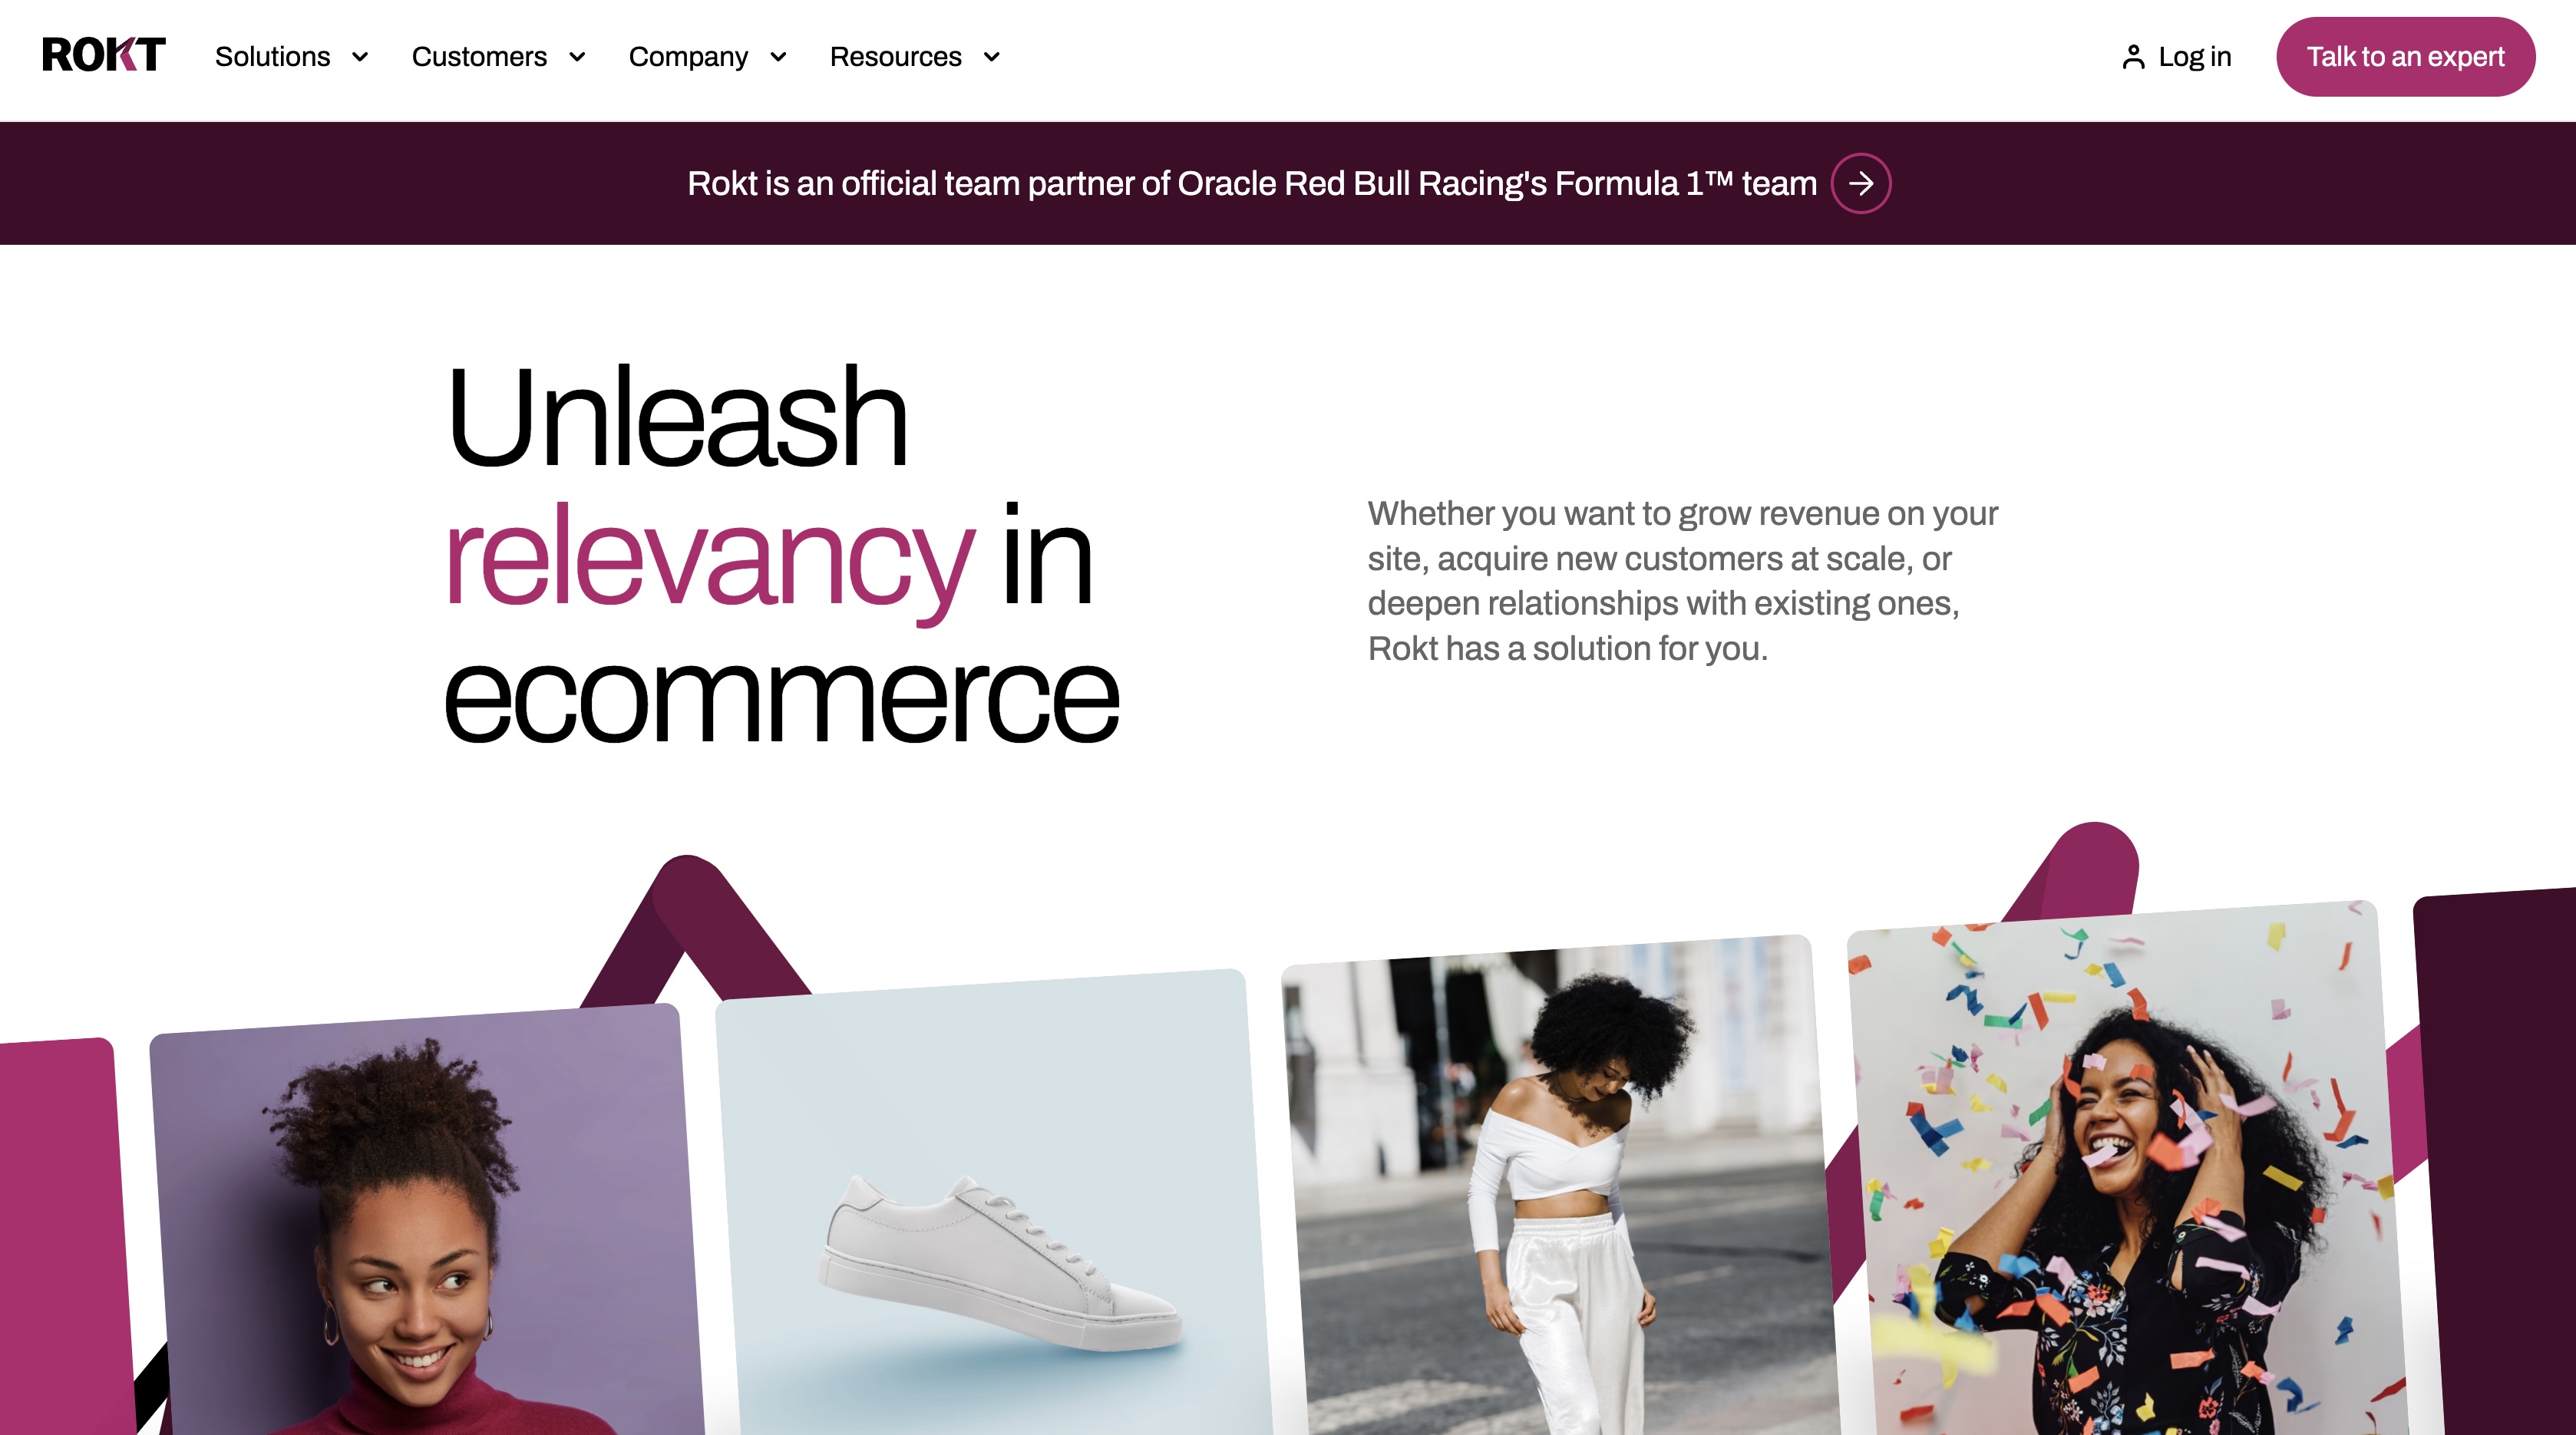 ROKT
Solutions
Customers
Company
Resources
Log in
Talk to an expert
Rokt is an official team partner of Oracle Red Bull Racing's Formula 1™ team
Unleash
relevancy in
ecommerce
Whether you want to grow revenue on your
site, acquire new customers at scale, or
deepen relationships with existing ones,
Rokt has a solution for you.